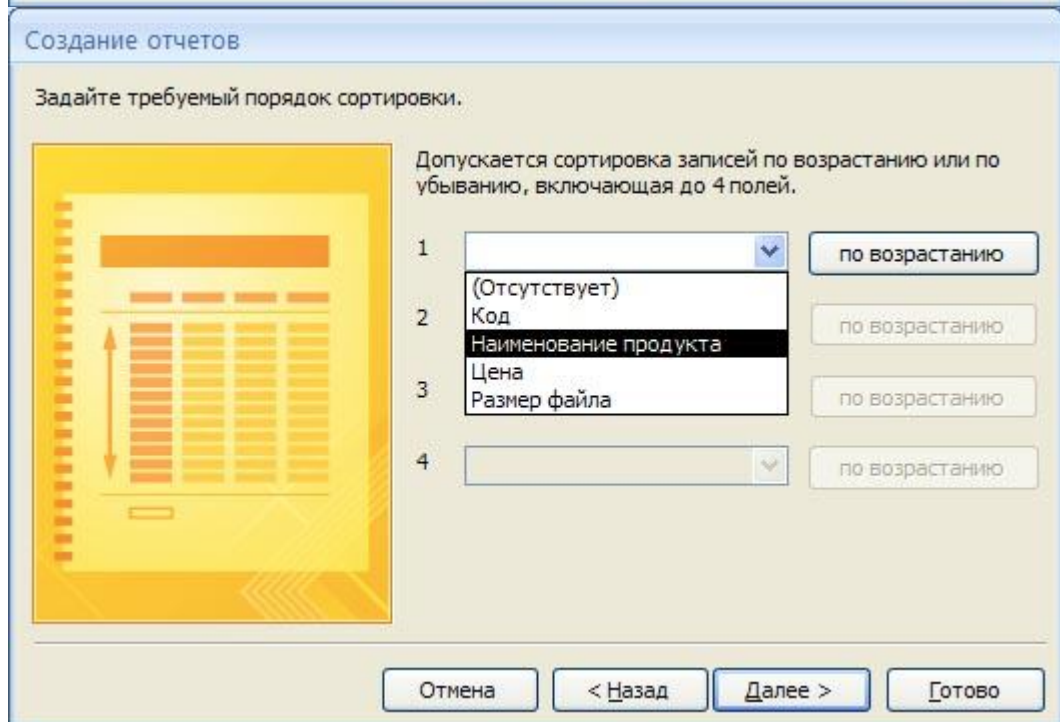 Создание отчетов
Задайте требуемый порядок сортировки.
Допускается сортировка записей по возрастанию или по
убыванию, включающая до 4 полей.
1 по возрастанию
(Отсутствует)
2 Код по возрастанию
Наименование продукта
Цена
3 Размер файла по возрастанию
4 по возрастанию
Отмена < Назад Далее > Готово